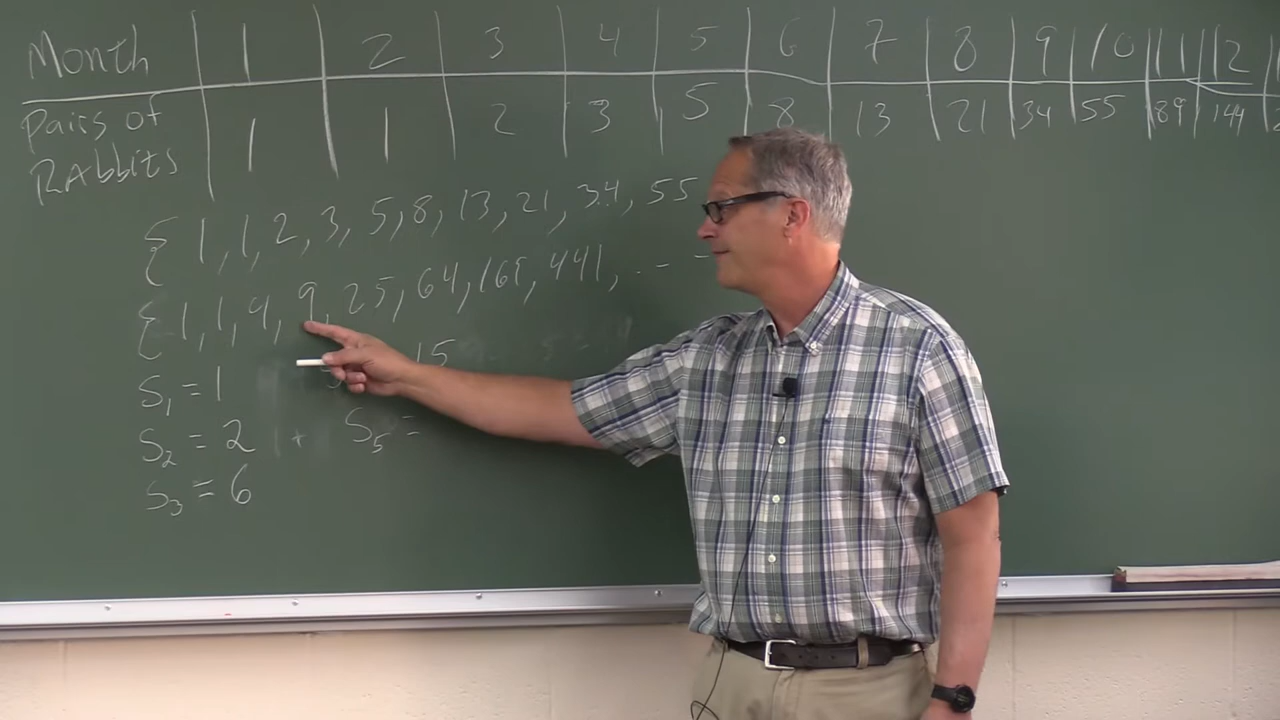 Month 1 2 3 4 5 6 7 8 9 10 11 12
Pairs of Rabbits 1 1 2 3 5 8 13 21 34 55 89 144
{ 1, 1, 2, 3, 5, 8, 13, 21, 34, 55
{ 1, 1, 4, 9, 25, 64, 169, 441, . - -
S1 = 1
15
S2 = 2 1 +
S5 =
S3 = 6